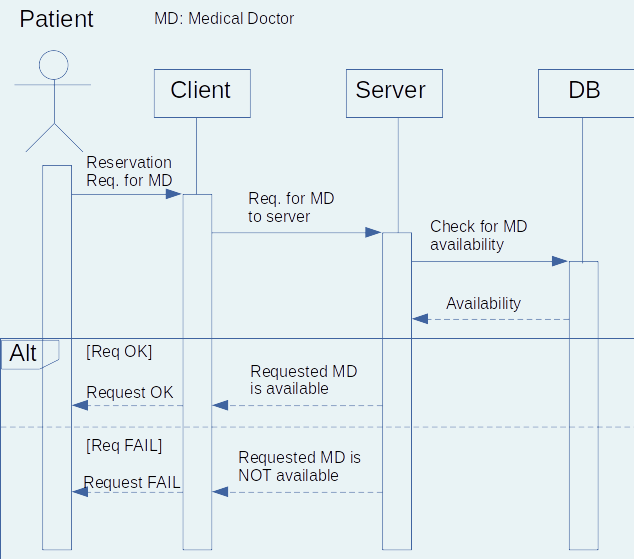 Patient
MD: Medical Doctor
Client
Server
DB
Reservation
Req. for MD
Req. for MD
to server
Check for MD
availability
Availability
Alt
[Req OK]
Requested MD
is available
Request OK
[Req FAIL]
Requested MD is
NOT available
Request FAIL